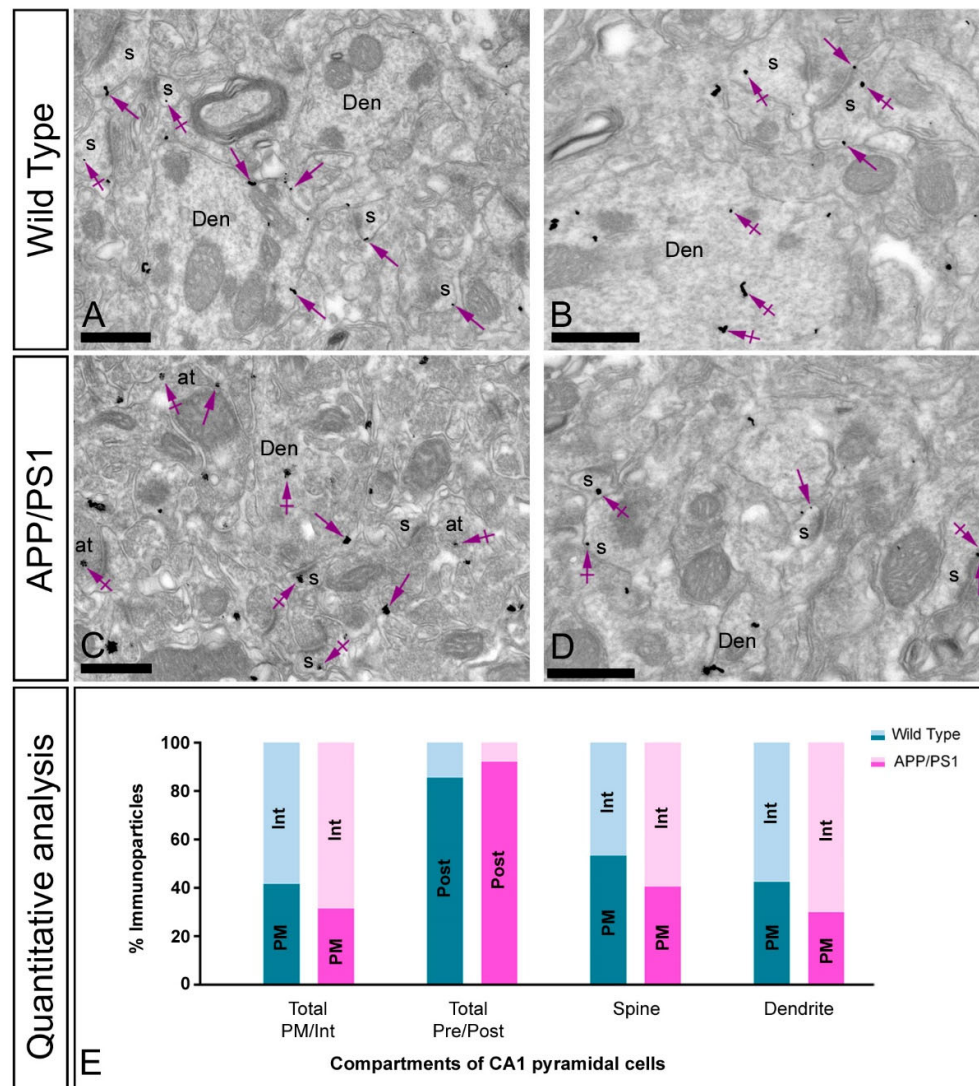 Wild Type
s
s
s
Den
Den
s
s
A
s
s
Den
B
APP/PS1
at
Den
s
at
at
s
s
C
s
s
s
s
Den
D
Quantitative analysis
% Immunoparticles
100
80
60
40
20
0
Int
PM
Int
PM
Post
Post
Int
PM
Int
PM
Int
PM
Int
PM
Wild Type
APP/PS1
Total
PM/Int
Total
Pre/Post
Spine
Dendrite
Compartments of CA1 pyramidal cells
E